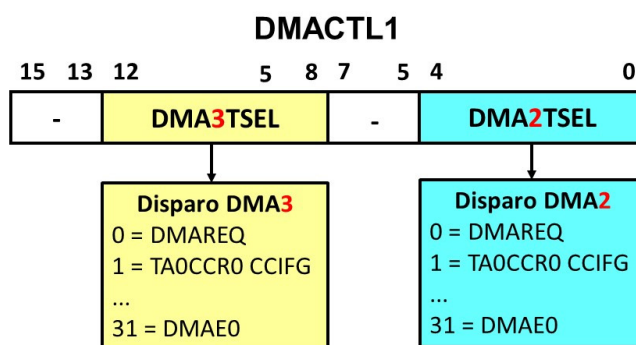 DMACTL1
15 13 12 5 8 7 5 4 0
- DMA3TSEL - DMA2TSEL
Disparo DMA3
0 = DMAREQ
1 = TA0CCR0 CCIFG
...
31 = DMAE0
Disparo DMA2
0 = DMAREQ
1 = TA0CCR0 CCIFG
...
31 = DMAE0